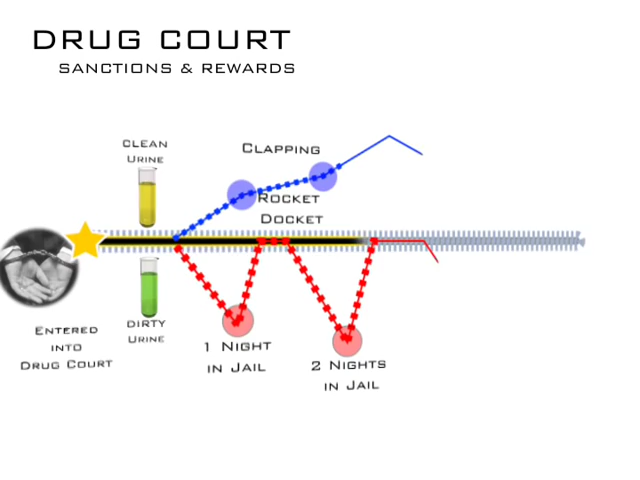 DRUG COURT
SANCTIONS & REWARDS
CLEAN
URINE
CLAPPING
ROCKET
DOCKET
ENTERED
INTO
DRUG COURT
DIRTY
URINE
1 NIGHT
IN JAIL
2 NIGHTS
IN JAIL